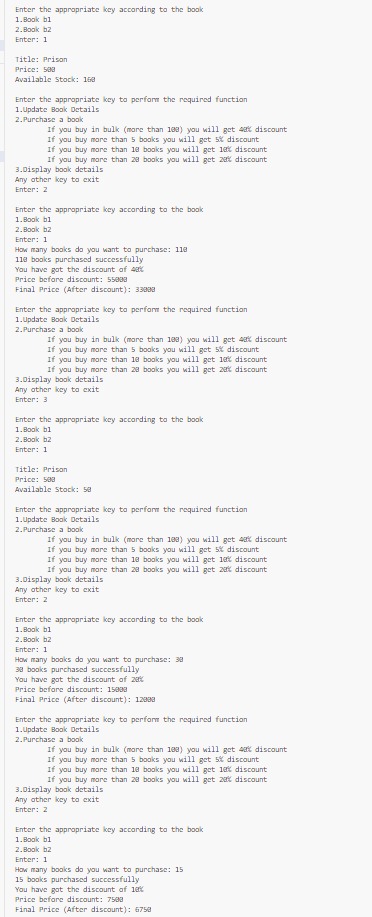 Enter the appropriate key according to the book
1.Book b1
2.Book b2
Enter: 1
Title: Prison
Price: 500
Available Stock: 160
Enter the appropriate key to perform the required function
1.Update Book Details
2.Purchase a book
If you buy in bulk (more than 100) you will get 40% discount
If you buy more than 5 books you will get 5% discount
If you buy more than 10 books you will get 10% discount
If you buy more than 20 books you will get 20% discount
3.Display book details
Any other key to exit
Enter: 2
Enter the appropriate key according to the book
1.Book b1
2.Book b2
Enter: 1
How many books do you want to purchase: 110
110 books purchased successfully
You have got the discount of 40%
Price before discount: 55000
Final Price (After discount): 33000
Enter the appropriate key to perform the required function
1.Update Book Details
2.Purchase a book
If you buy in bulk (more than 100) you will get 40% discount
If you buy more than 5 books you will get 5% discount
If you buy more than 10 books you will get 10% discount
If you buy more than 20 books you will get 20% discount
3.Display book details
Any other key to exit
Enter: 3
Enter the appropriate key according to the book
1.Book b1
2.Book b2
Enter: 1
Title: Prison
Price: 500
Available Stock: 50
Enter the appropriate key to perform the required function
1.Update Book Details
2.Purchase a book
If you buy in bulk (more than 100) you will get 40% discount
If you buy more than 5 books you will get 5% discount
If you buy more than 10 books you will get 10% discount
If you buy more than 20 books you will get 20% discount
3.Display book details
Any other key to exit
Enter: 2
Enter the appropriate key according to the book
1.Book b1
2.Book b2
Enter: 1
How many books do you want to purchase: 30
30 books purchased successfully
You have got the discount of 20%
Price before discount: 15000
Final Price (After discount): 12000
Enter the appropriate key to perform the required function
1.Update Book Details
2.Purchase a book
If you buy in bulk (more than 100) you will get 40% discount
If you buy more than 5 books you will get 5% discount
If you buy more than 10 books you will get 10% discount
If you buy more than 20 books you will get 20% discount
3.Display book details
Any other key to exit
Enter: 2
Enter the appropriate key according to the book
1.Book b1
2.Book b2
Enter: 1
How many books do you want to purchase: 15
15 books purchased successfully
You have got the discount of 10%
Price before discount: 7500
Final Price (After discount): 6750